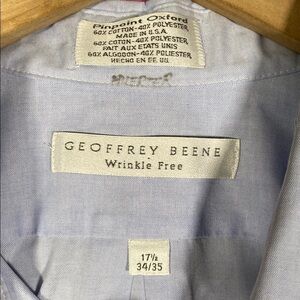 Pinpoint Oxford
60% COTTON-40% POLYESTER
MADE IN U.S.A.
60% COTON-40% POLYESTER
FAIT AUX ETATS UNIS
60% ALGODON-40% POLYESTER
HECHO EN EE UU
GEOFFREY BEENE
Wrinkle Free
17½
34/35